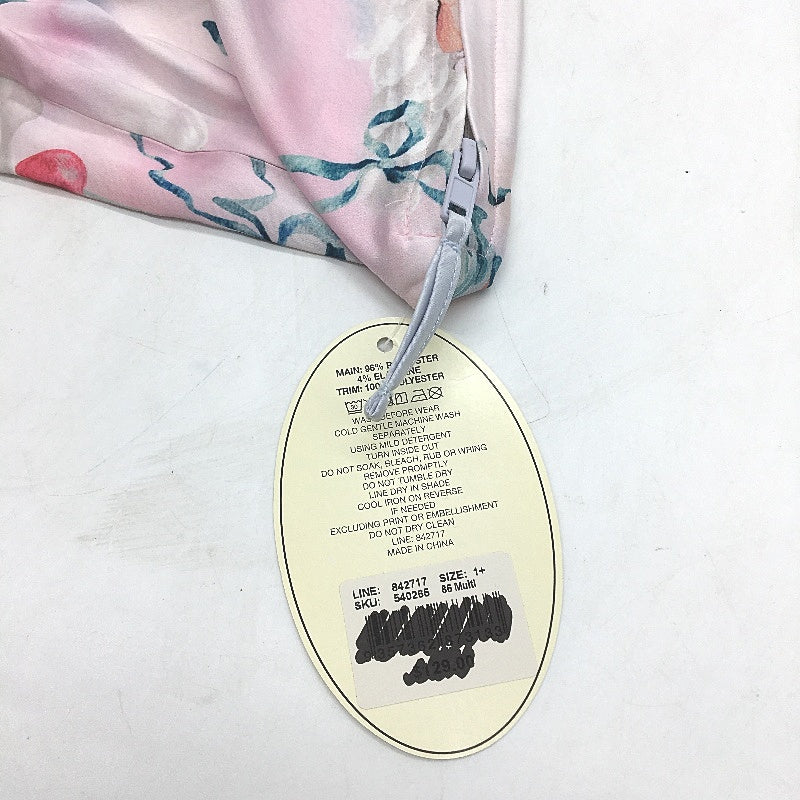 MAIN: 96%
4%
TRIM: 100% POLYESTER
30
WASH BEFORE WEAR
COLD GENTLE MACHINE WASH
SEPARATELY
USING MILD DETERGENT
TURN INSIDE OUT
DO NOT SOAK, BLEACH, RUB OR WRING
REMOVE PROMPTLY
DO NOT TUMBLE DRY
LINE DRY IN SHADE
COOL IRON ON REVERSE
IF NEEDED
EXCLUDING PRINT OR EMBELLISHMENT
DO NOT DRY CLEAN
LINE: 842717
MADE IN CHINA
LINE: 842717 SIZE: 1+
SKU: 540266 86 Multi